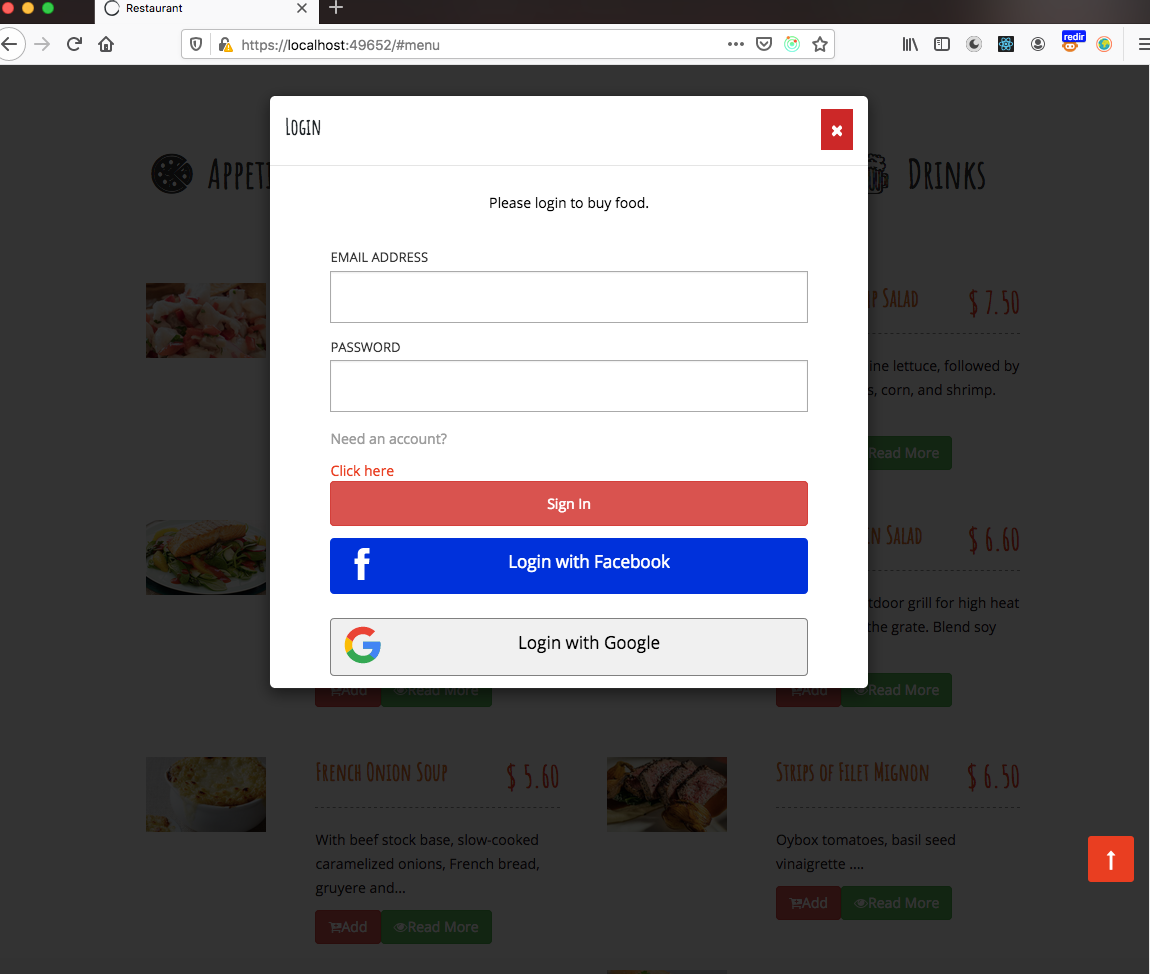 Restaurant
https://localhost:49652/#menu
redir
Login
Appeti
Drinks
Please login to buy food.
EMAIL ADDRESS
PASSWORD
Need an account?
Click here
Sign In
f
Login with Facebook
G
Login with Google
p Salad
$ 7.50
ine lettuce, followed by
s, corn, and shrimp.
Read More
n Salad
$ 6.60
tdoor grill for high heat
the grate. Blend soy
Add
Read More
Add
Read More
French Onion Soup
$ 5.60
With beef stock base, slow-cooked
caramelized onions, French bread,
gruyere and...
Add
Read More
Strips of Filet Mignon
$ 6.50
Oybox tomatoes, basil seed
vinaigrette ....
Add
Read More